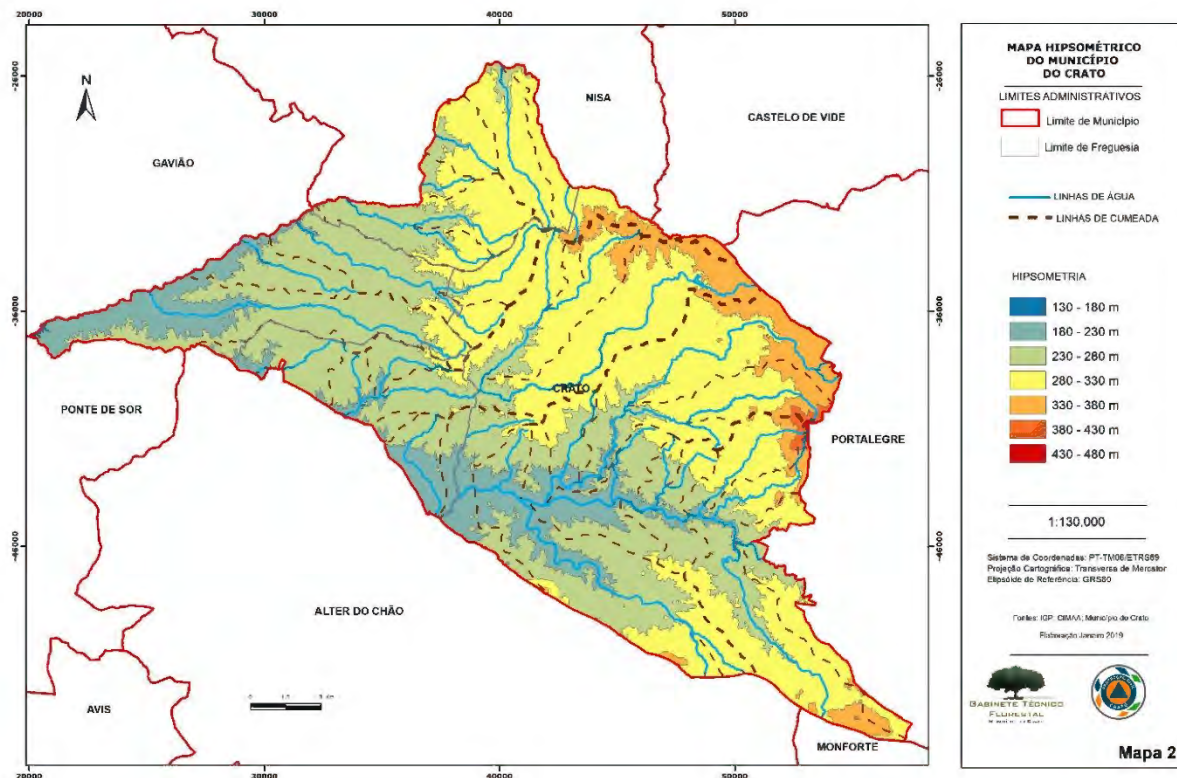 20000
40000
50000
-26000
-26000
N
NISA
CASTELO DE VIDE
GAVIÃO
-36000
-36000
CRATO
PONTE DE SOR
PORTALEGRE
-46000
-46000
ALTER DO CHÃO
AVIS
MONFORTE
20000
30000
40000
50000
MAPA HIPSOMÉTRICO
DO MUNICÍPIO
DO CRATO
LIMITES ADMINISTRATIVOS
Limite de Município
Limite de Freguesia
LINHAS DE ÁGUA
LINHAS DE CUMEADA
HIPSOMETRIA
130 - 180 m
180 - 230 m
230 - 280 m
280 - 330 m
330 - 380 m
380 - 430 m
430 - 480 m
1:130.000
Sistema de Coordenadas: PT-TM06/ETRS89
Projeção Cartográfica: Transversa de Mercator
Elipsóide de Referência: GRS80
Fontes: IGP; CIMAA; Município do Crato
Elaboração Janeiro 2019
GABINETE TÉCNICO
FLORESTAL
CRATO
Mapa 2